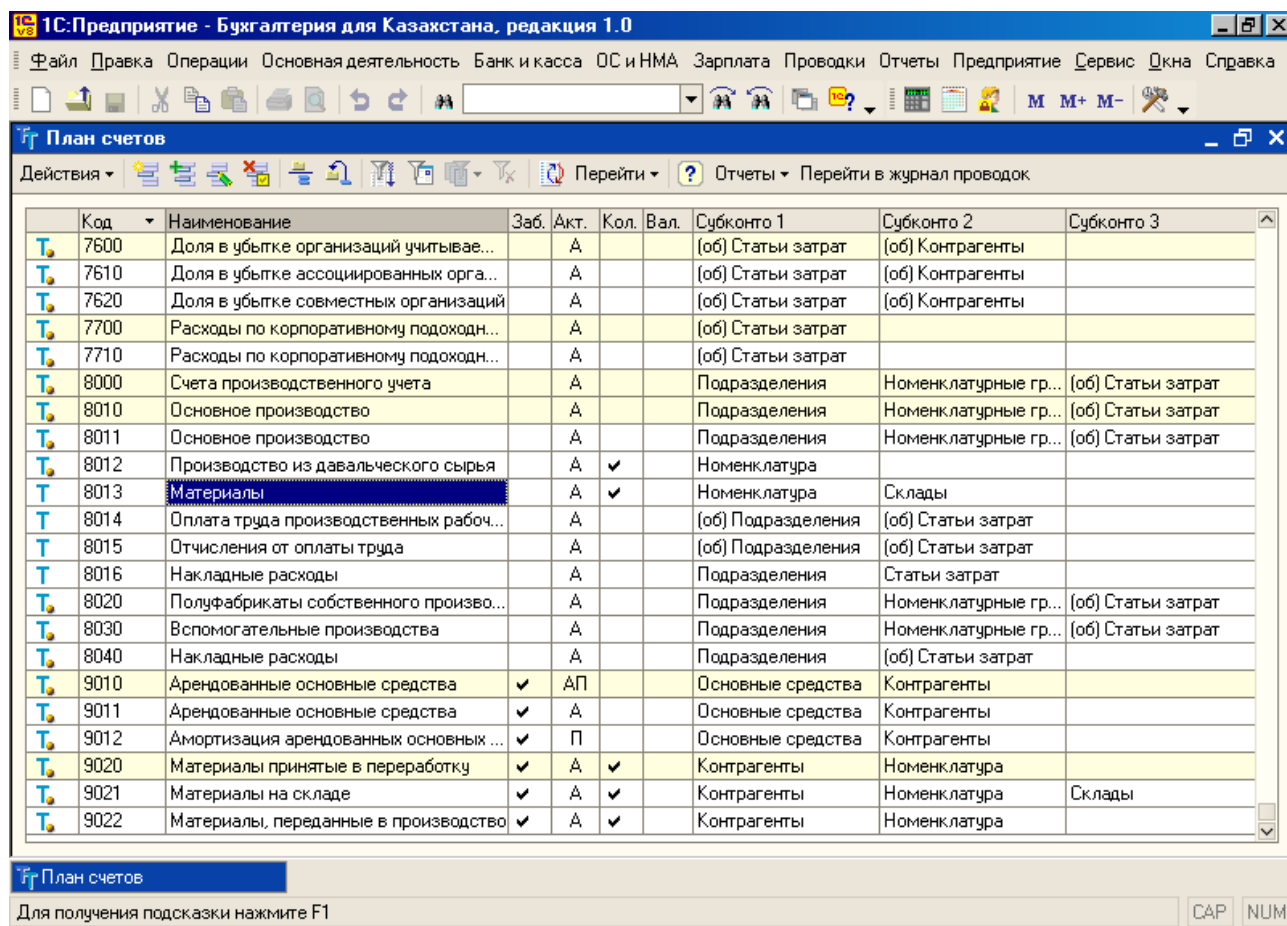 1С:Предприятие - Бухгалтерия для Казахстана, редакция 1.0
Файл Правка Операции Основная деятельность Банк и касса ОС и НМА Зарплата Проводки Отчеты Предприятие Сервис Окна Справка
M M+ M-
План счетов
Действия Перейти Отчеты Перейти в журнал проводок
Код Наименование Заб. Акт. Кол. Вал. Субконто 1 Субконто 2 Субконто 3
7600 Доля в убытке организаций учитывае... А (об) Статьи затрат (об) Контрагенты
7610 Доля в убытке ассоциированных орга... А (об) Статьи затрат (об) Контрагенты
7620 Доля в убытке совместных организаций А (об) Статьи затрат (об) Контрагенты
7700 Расходы по корпоративному подоходн... А (об) Статьи затрат
7710 Расходы по корпоративному подоходн... А (об) Статьи затрат
8000 Счета производственного учета А Подразделения Номенклатурные гр... (об) Статьи затрат
8010 Основное производство А Подразделения Номенклатурные гр... (об) Статьи затрат
8011 Основное производство А Подразделения Номенклатурные гр... (об) Статьи затрат
8012 Производство из давальческого сырья А ✔ Номенклатура
8013 Материалы А ✔ Номенклатура Склады
8014 Оплата труда производственных рабоч... А (об) Подразделения (об) Статьи затрат
8015 Отчисления от оплаты труда А (об) Подразделения (об) Статьи затрат
8016 Накладные расходы А Подразделения Статьи затрат
8020 Полуфабрикаты собственного произво... А Подразделения Номенклатурные гр... (об) Статьи затрат
8030 Вспомогательные производства А Подразделения Номенклатурные гр... (об) Статьи затрат
8040 Накладные расходы А Подразделения (об) Статьи затрат
9010 Арендованные основные средства ✔ АП Основные средства Контрагенты
9011 Арендованные основные средства ✔ А Основные средства Контрагенты
9012 Амортизация арендованных основных ... ✔ П Основные средства Контрагенты
9020 Материалы принятые в переработку ✔ А ✔ Контрагенты Номенклатура
9021 Материалы на складе ✔ А ✔ Контрагенты Номенклатура Склады
9022 Материалы, переданные в производство ✔ А ✔ Контрагенты Номенклатура
План счетов
Для получения подсказки нажмите F1 CAP NUM